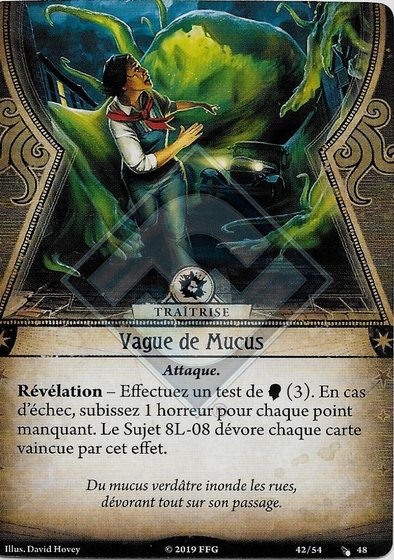 TRAÎTRISE
Vague de Mucus
Attaque.
Révélation – Effectuez un test de (3). En cas
d'échec, subissez 1 horreur pour chaque point
manquant. Le Sujet 8L-08 dévore chaque carte
vaincue par cet effet.
Du mucus verdâtre inonde les rues,
dévorant tout sur son passage.
Illus. David Hovey © 2019 FFG 42/54 48